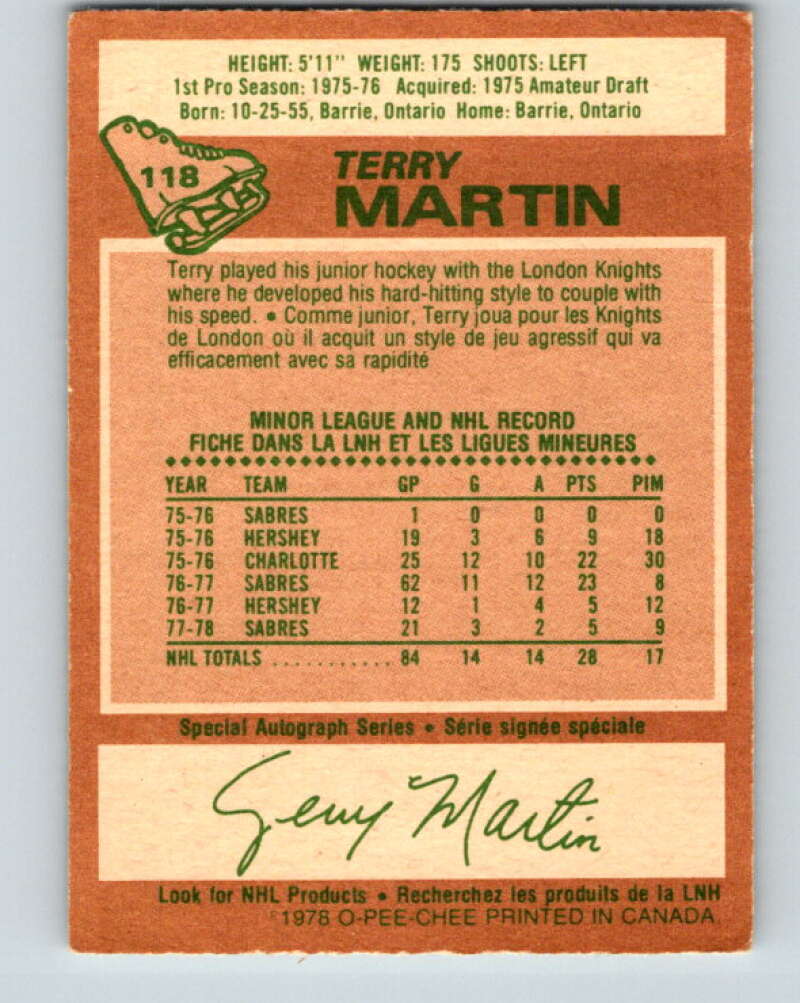 HEIGHT: 5'11" WEIGHT: 175 SHOOTS: LEFT
1st Pro Season: 1975-76 Acquired: 1975 Amateur Draft
Born: 10-25-55, Barrie, Ontario Home: Barrie, Ontario
118
TERRY
MARTIN
Terry played his junior hockey with the London Knights
where he developed his hard-hitting style to couple with
his speed. • Comme junior, Terry joua pour les Knights
de London où il acquit un style de jeu agressif qui va
efficacement avec sa rapidité
MINOR LEAGUE AND NHL RECORD
FICHE DANS LA LNH ET LES LIGUES MINEURES
YEAR TEAM GP G A PTS PIM
75-76 SABRES 1 0 0 0 0
75-76 HERSHEY 19 3 6 9 18
75-76 CHARLOTTE 25 12 10 22 30
76-77 SABRES 62 11 12 23 8
76-77 HERSHEY 12 1 4 5 12
77-78 SABRES 21 3 2 5 9
NHL TOTALS ............ 84 14 14 28 17
Special Autograph Series • Série signée spéciale
Terry Martin
Look for NHL Products • Recherchez les produits de la LNH
©1978 O-PEE-CHEE PRINTED IN CANADA